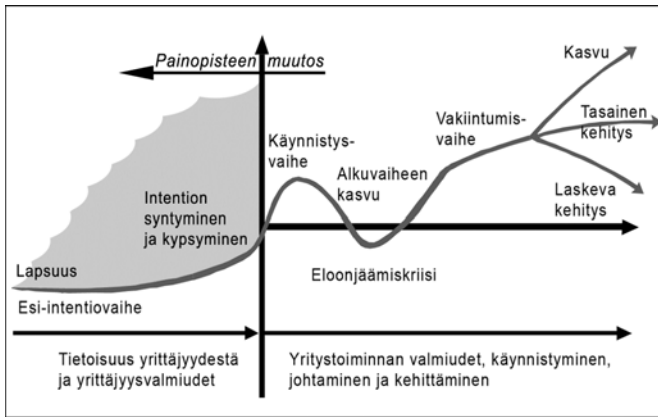 Painopisteen muutos
Kasvu
Tasainen
kehitys
Laskeva
kehitys
Vakiintumis-
vaihe
Käynnistys-
vaihe
Alkuvaiheen
kasvu
Intention
syntyminen
ja kypsyminen
Lapsuus
Esi-intentiovaihe
Eloonjäämiskriisi
Tietoisuus yrittäjyydestä
ja yrittäjyysvalmiudet
Yritystoiminnan valmiudet, käynnistyminen,
johtaminen ja kehittäminen